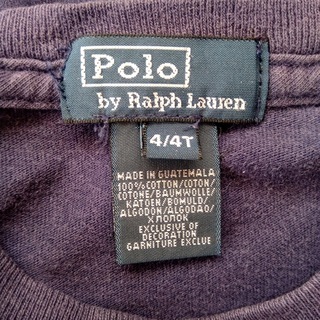 Polo
by Ralph Lauren
4/4T
MADE IN GUATEMALA
100% COTTON/COTON/
COTONE/BAUMWOLLE/
KATOEN/BOMULD/
ALGODON/ALGODAO/
ХЛОПОК
EXCLUSIVE OF
DECORATION
GARNITURE EXCLUE